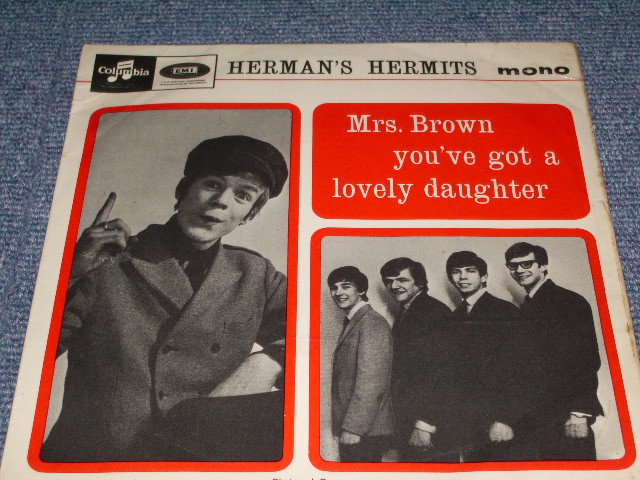 Columbia
EMI
HERMAN'S HERMITS
mono
Mrs. Brown
you've got a
lovely daughter